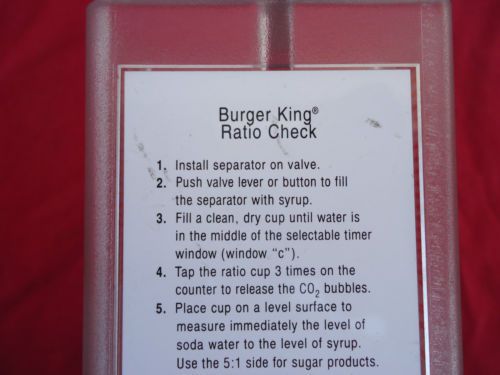 Burger King®
Ratio Check
1. Install separator on valve.
2. Push valve lever or button to fill
the separator with syrup.
3. Fill a clean, dry cup until water is
in the middle of the selectable timer
window (window “c”).
4. Tap the ratio cup 3 times on the
counter to release the CO₂ bubbles.
5. Place cup on a level surface to
measure immediately the level of
soda water to the level of syrup.
Use the 5:1 side for sugar products.